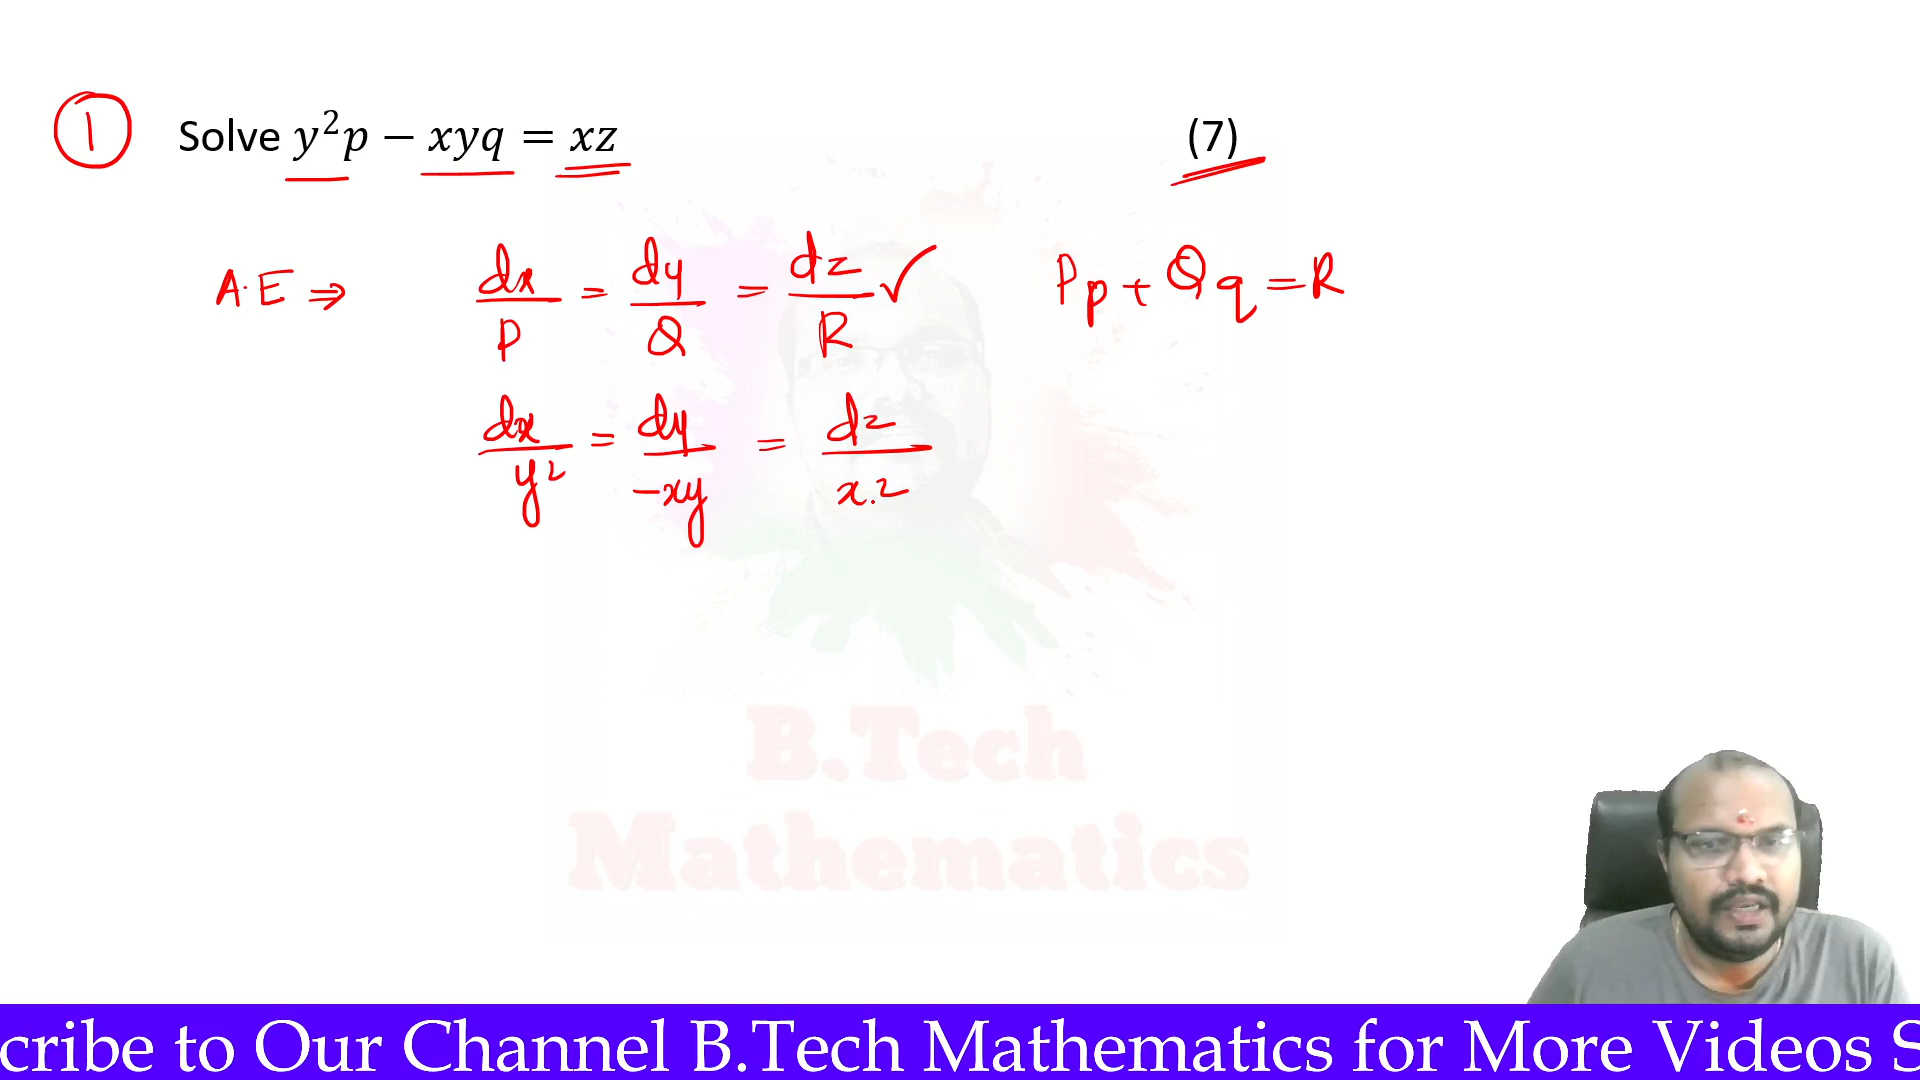 1 Solve y²p − xyq = xz (7)
A.E ⇒ dx/P = dy/Q = dz/R ✓ Pp + Qq = R
dx/y² = dy/-xy = dz/x.z
B.Tech
Mathematics
cribe to Our Channel B.Tech Mathematics for More Videos S